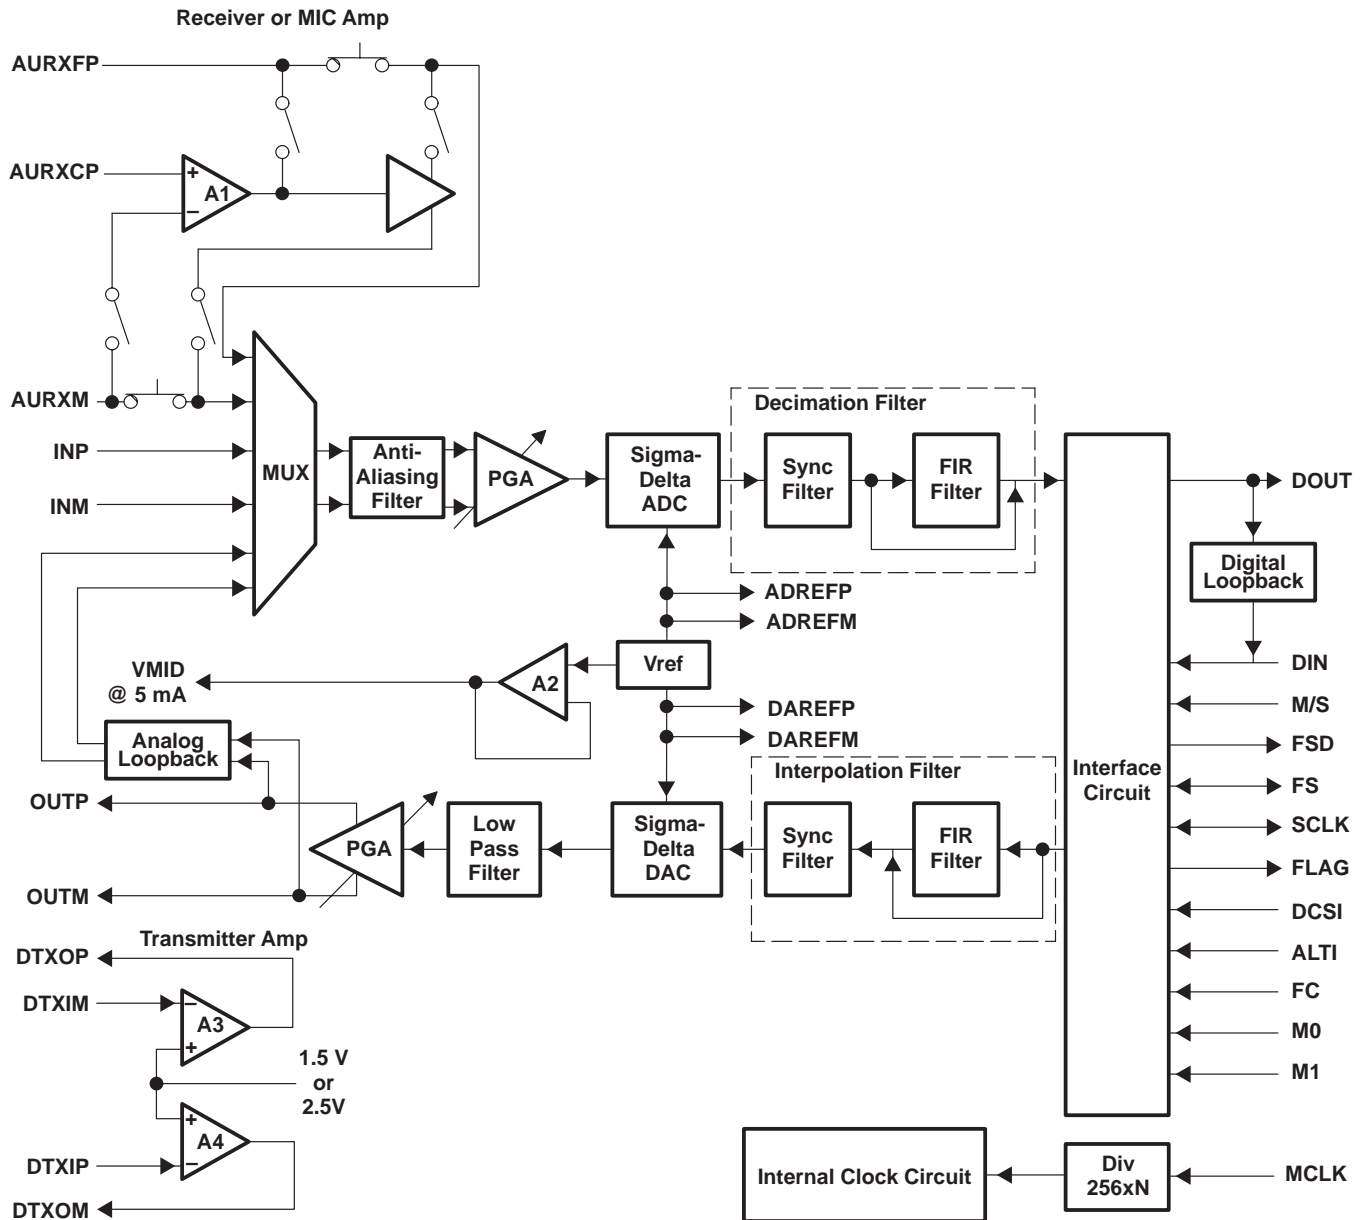 Receiver or MIC Amp
AURXFP
AURXCP
+
A1
−
AURXM
INP
INM
MUX
Anti-
Aliasing
Filter
PGA
Sigma-
Delta
ADC
Decimation Filter
Sync
Filter
FIR
Filter
DOUT
Digital
Loopback
ADREFP
ADREFM
Vref
A2
VMID
@ 5 mA
DAREFP
DAREFM
Analog
Loopback
OUTP
OUTM
PGA
Low
Pass
Filter
Sigma-
Delta
DAC
Interpolation Filter
Sync
Filter
FIR
Filter
Interface
Circuit
DIN
M/S
FSD
FS
SCLK
FLAG
DCSI
ALTI
FC
M0
M1
Transmitter Amp
DTXOP
DTXIM
−
A3
+
1.5 V
or
2.5V
+
A4
−
DTXIP
DTXOM
Internal Clock Circuit
Div
256xN
MCLK